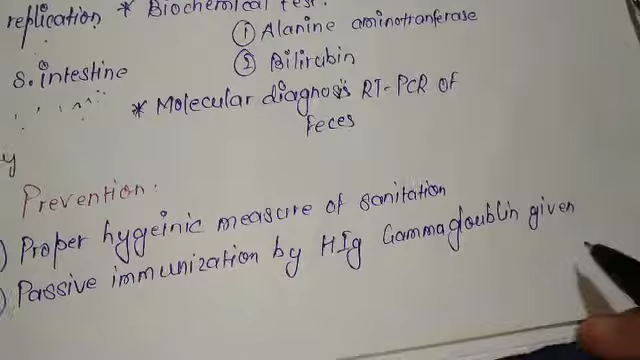 replication * Biochemical test.
① Alanine aminotranferase
S. intestine
② Bilirubin
* Molecular diagnosis RT-PCR of
Feces
y
Prevention.
) Proper hygeinic measure of sanitation
) Passive immunization by HIg Gammagloublin given